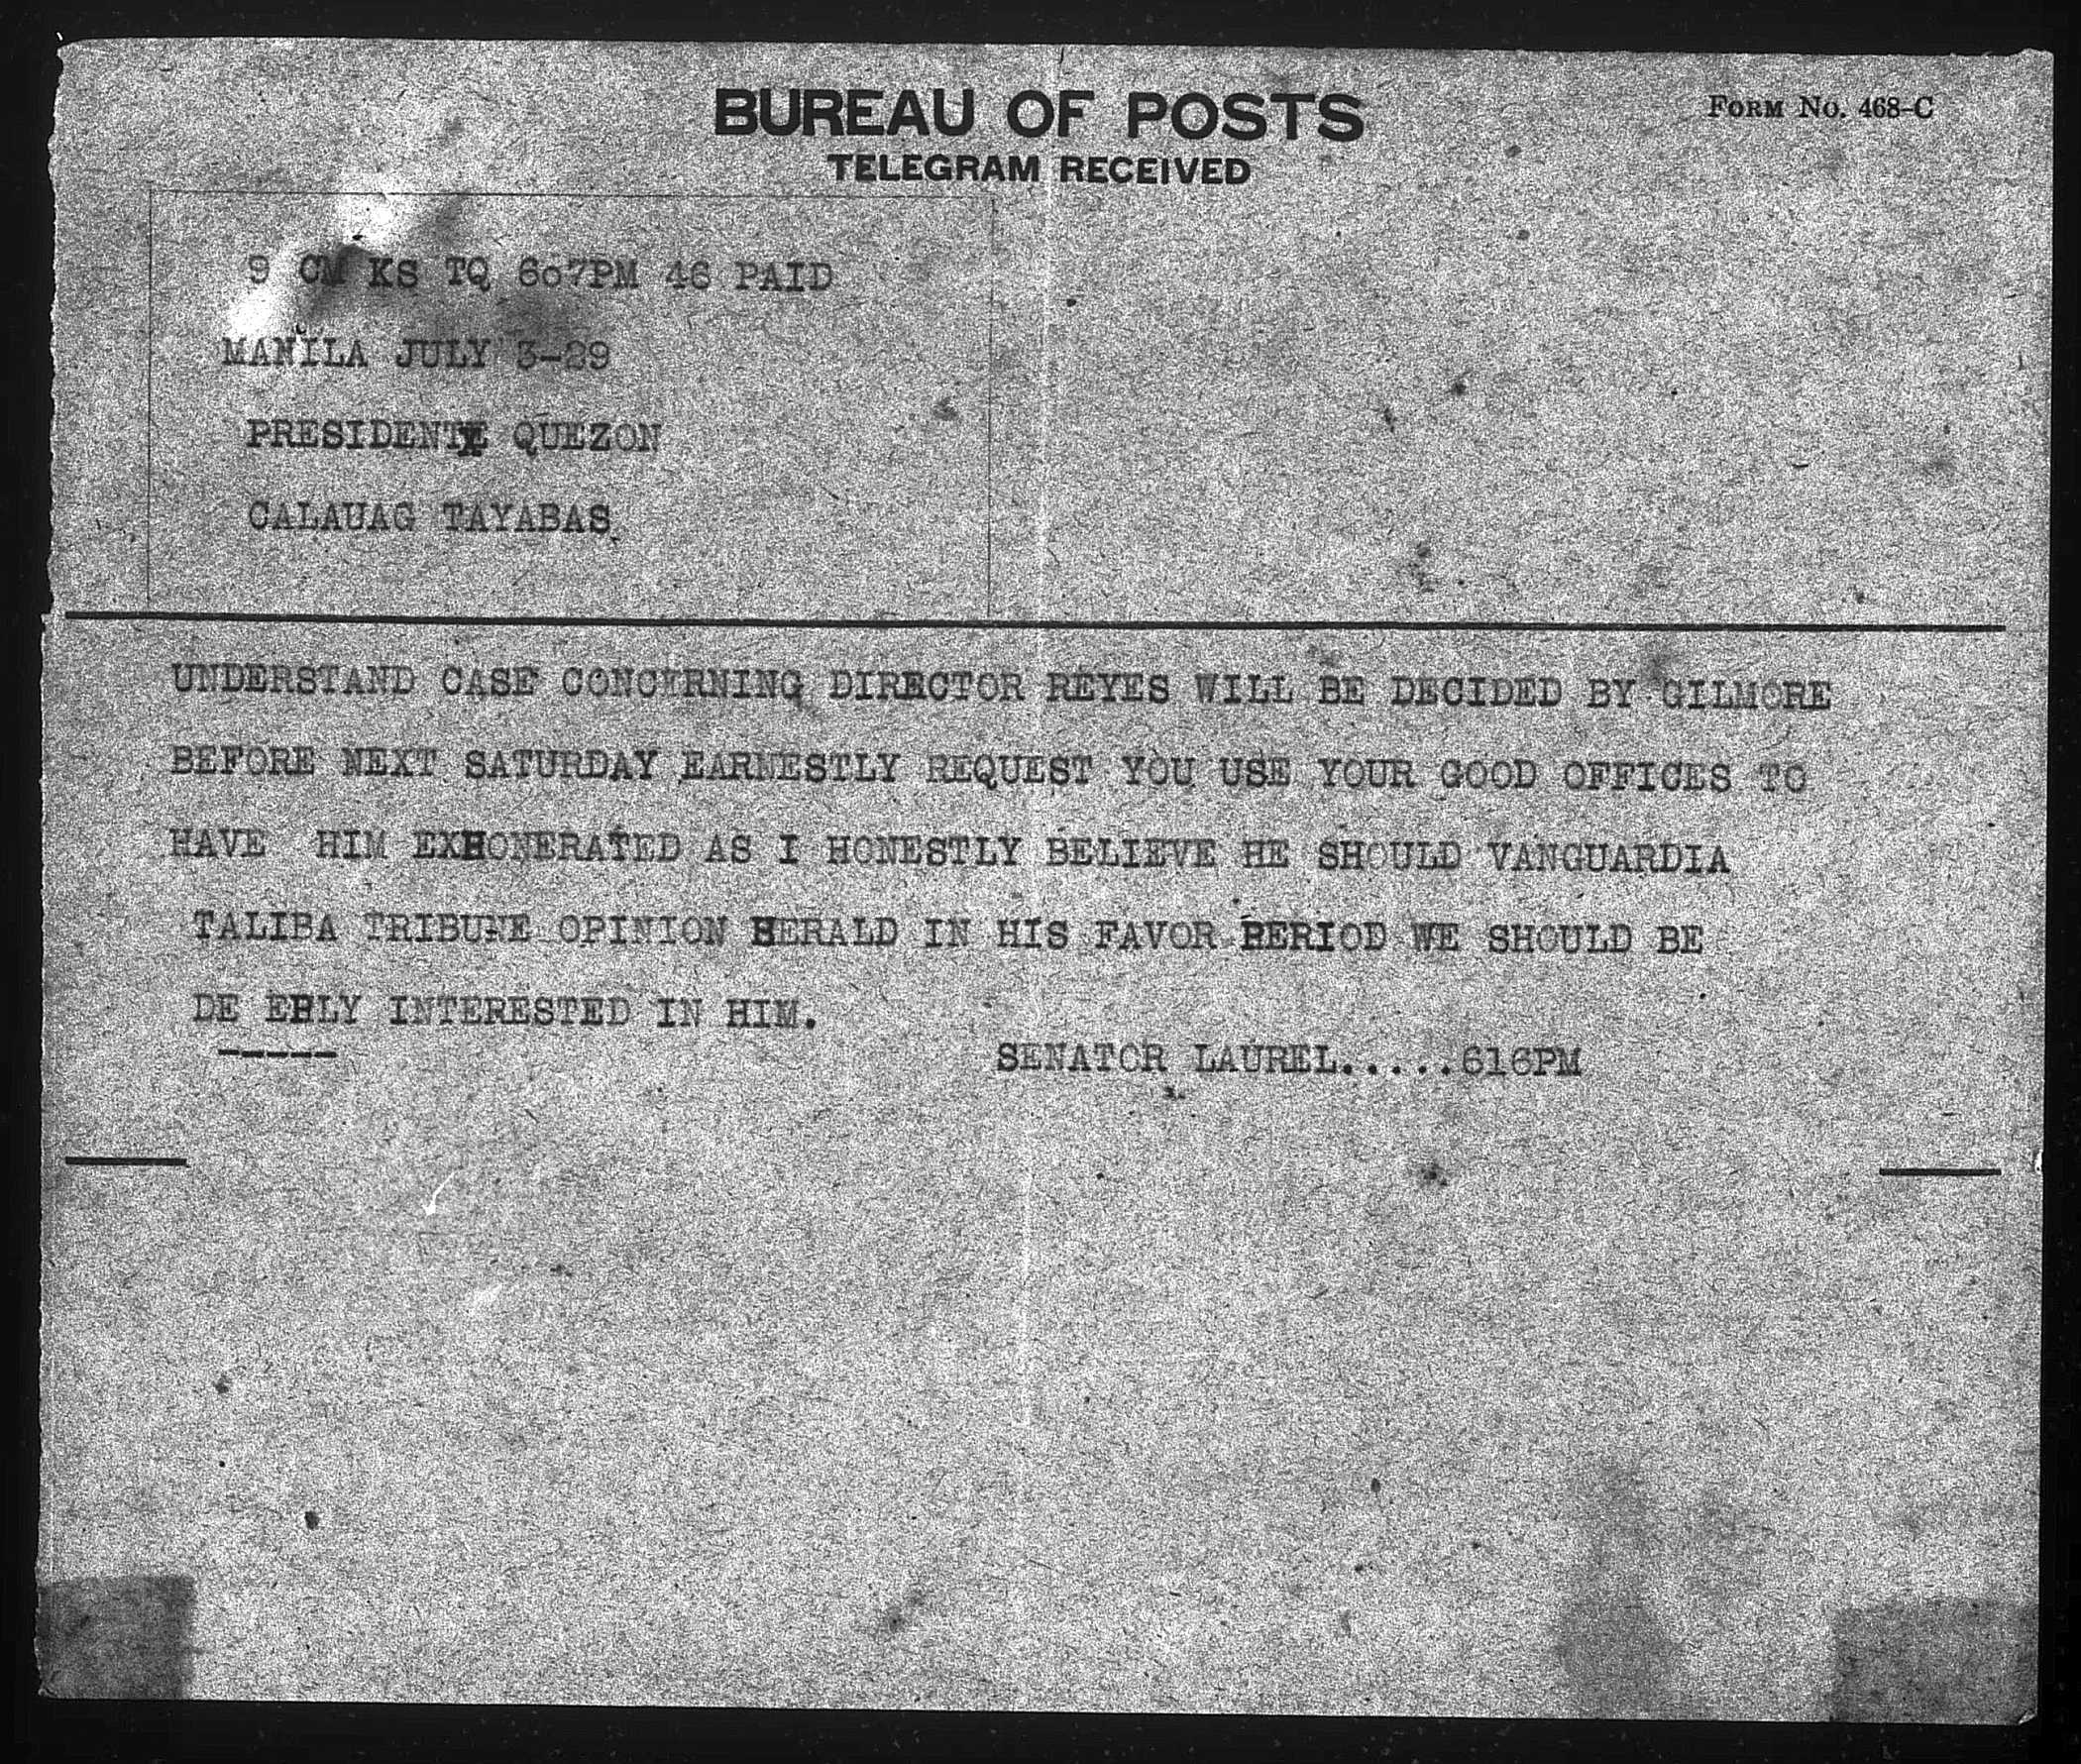 BUREAU OF POSTS
FORM NO. 468-C
TELEGRAM RECEIVED
9 CM KS TQ 607PM 46 PAID
MANILA JULY 3-29
PRESIDENTE QUEZON
CALAUAG TAYABAS
UNDERSTAND CASE CONCERNING DIRECTOR REYES WILL BE DECIDED BY GILMORE
BEFORE NEXT SATURDAY EARNESTLY REQUEST YOU USE YOUR GOOD OFFICES TO
HAVE HIM EXHONERATED AS I HONESTLY BELIEVE HE SHOULD VANGUARDIA
TALIBA TRIBUNE OPINION HERALD IN HIS FAVOR PERIOD WE SHOULD BE
DE EPLY INTERESTED IN HIM.
-----
SENATOR LAUREL.....616PM